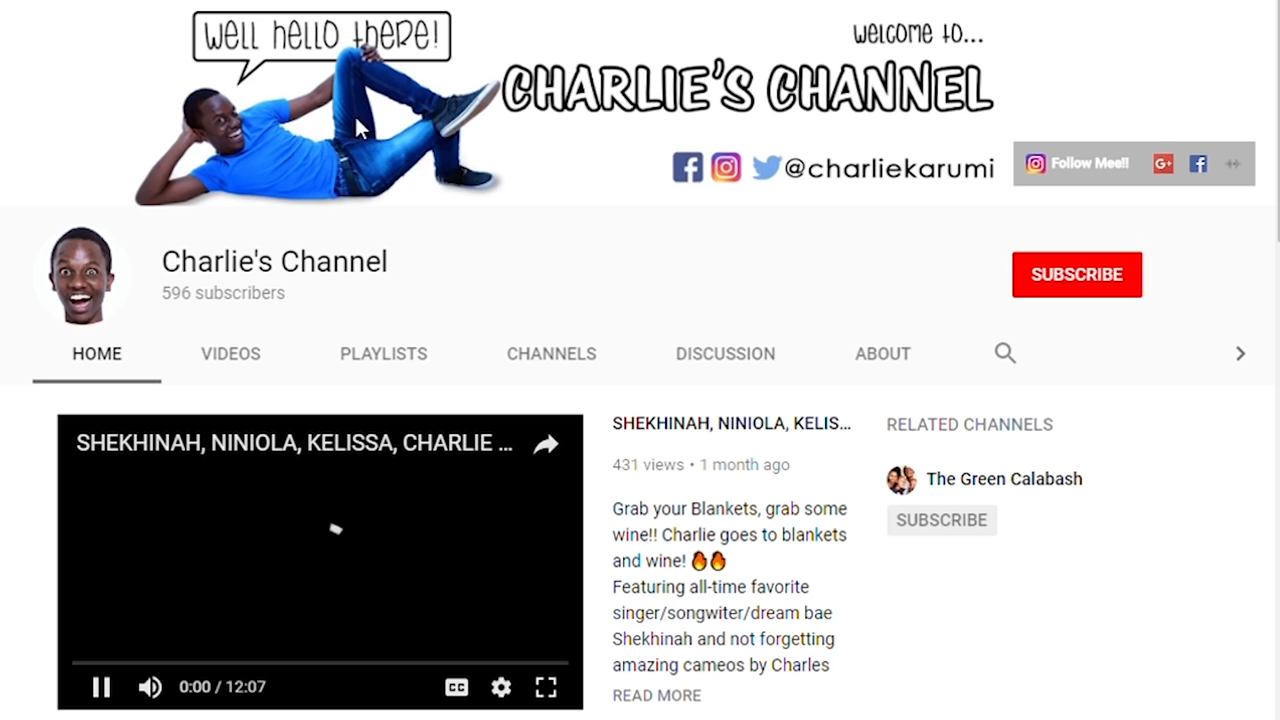 Well hello there!
Welcome to...
CHARLIE'S CHANNEL
@charliekarumi
Follow Mee!!
G+
Charlie's Channel
596 subscribers
SUBSCRIBE
HOME
VIDEOS
PLAYLISTS
CHANNELS
DISCUSSION
ABOUT
SHEKHINAH, NINIOLA, KELISSA, CHARLIE ...
0:00 / 12:07
CC
SHEKHINAH, NINIOLA, KELIS...
431 views • 1 month ago
Grab your Blankets, grab some
wine!! Charlie goes to blankets
and wine! 🔥🔥
Featuring all-time favorite
singer/songwiter/dream bae
Shekhinah and not forgetting
amazing cameos by Charles
READ MORE
RELATED CHANNELS
The Green Calabash
SUBSCRIBE